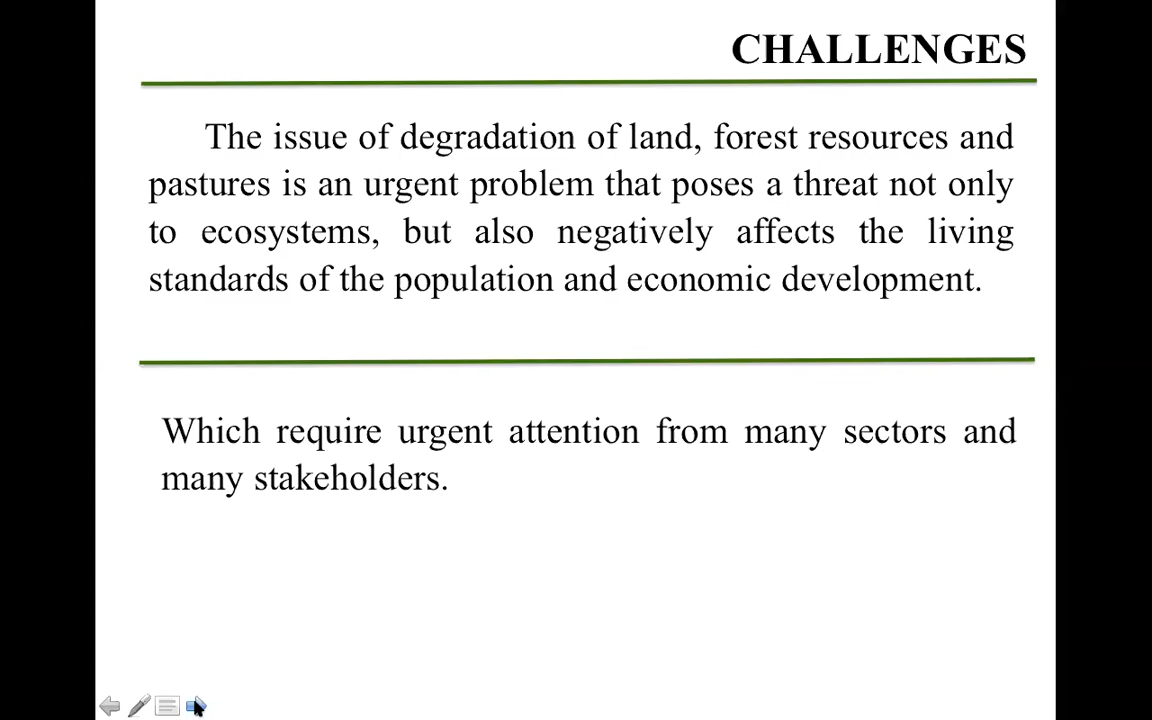 CHALLENGES
The issue of degradation of land, forest resources and
pastures is an urgent problem that poses a threat not only
to ecosystems, but also negatively affects the living
standards of the population and economic development.
Which require urgent attention from many sectors and
many stakeholders.